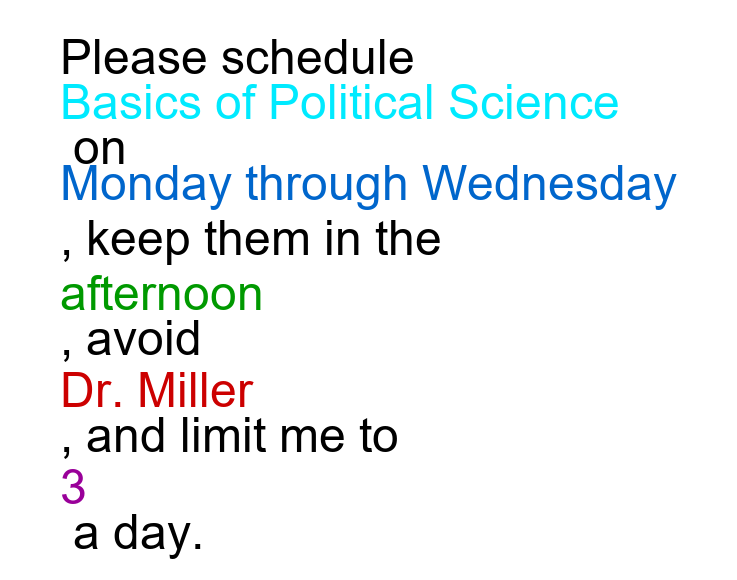 Please schedule
Basics of Political Science
on
Monday through Wednesday
, keep them in the
afternoon
, avoid
Dr. Miller
, and limit me to
3
a day.